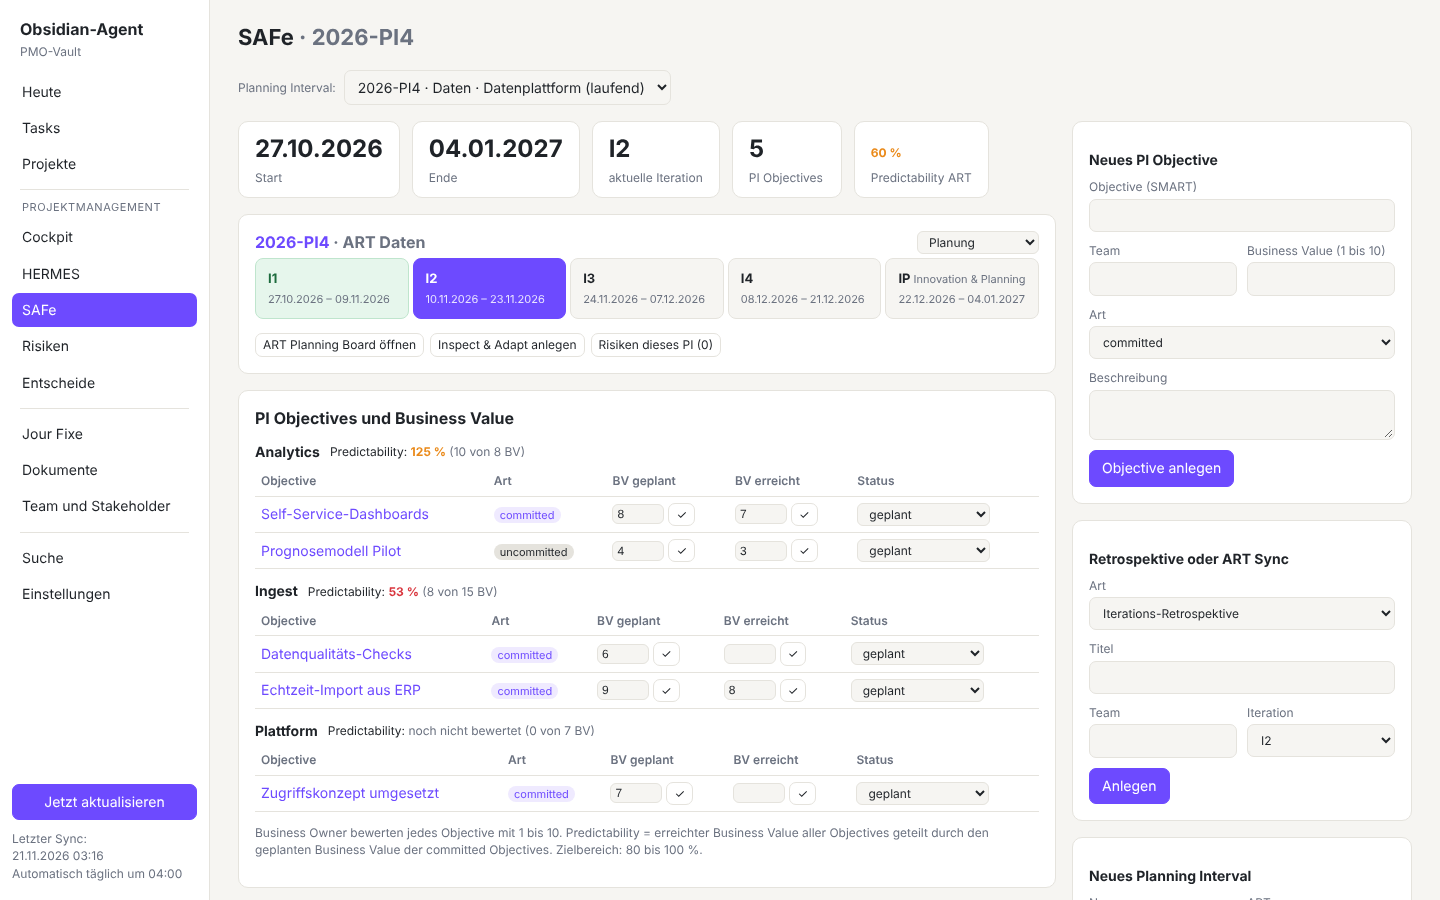 Obsidian-Agent
PMO-Vault
Heute
Tasks
Projekte
PROJEKTMANAGEMENT
Cockpit
HERMES
SAFe
Risiken
Entscheide
Jour Fixe
Dokumente
Team und Stakeholder
Suche
Einstellungen
Jetzt aktualisieren
Letzter Sync:
21.11.2026 03:16
Automatisch täglich um 04:00
SAFe · 2026-PI4
Planning Interval: 2026-PI4 · Daten · Datenplattform (laufend)
27.10.2026
Start
04.01.2027
Ende
I2
aktuelle Iteration
5
PI Objectives
60 %
Predictability ART
2026-PI4 · ART Daten
Planung
I1
27.10.2026 – 09.11.2026
I2
10.11.2026 – 23.11.2026
I3
24.11.2026 – 07.12.2026
I4
08.12.2026 – 21.12.2026
IP Innovation & Planning
22.12.2026 – 04.01.2027
ART Planning Board öffnen
Inspect & Adapt anlegen
Risiken dieses PI (0)
PI Objectives und Business Value
Analytics Predictability: 125 % (10 von 8 BV)
Objective Art BV geplant BV erreicht Status
Self-Service-Dashboards committed 8 ✓ 7 ✓ geplant
Prognosemodell Pilot uncommitted 4 ✓ 3 ✓ geplant
Ingest Predictability: 53 % (8 von 15 BV)
Objective Art BV geplant BV erreicht Status
Datenqualitäts-Checks committed 6 ✓ ✓ geplant
Echtzeit-Import aus ERP committed 9 ✓ 8 ✓ geplant
Plattform Predictability: noch nicht bewertet (0 von 7 BV)
Objective Art BV geplant BV erreicht Status
Zugriffskonzept umgesetzt committed 7 ✓ ✓ geplant
Business Owner bewerten jedes Objective mit 1 bis 10. Predictability = erreichter Business Value aller Objectives geteilt durch den
geplanten Business Value der committed Objectives. Zielbereich: 80 bis 100 %.
Neues PI Objective
Objective (SMART)
Team Business Value (1 bis 10)
Art
committed
Beschreibung
Objective anlegen
Retrospektive oder ART Sync
Art
Iterations-Retrospektive
Titel
Team Iteration
I2
Anlegen
Neues Planning Interval